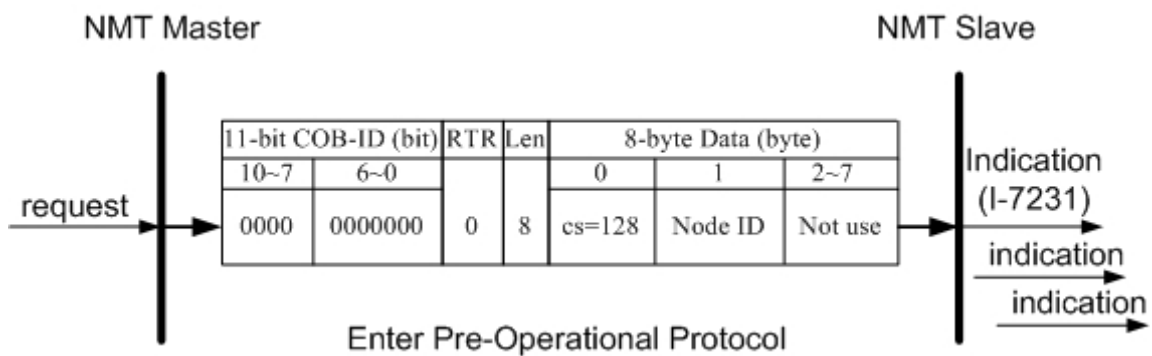 NMT Master
NMT Slave
11-bit COB-ID (bit) RTR Len 8-byte Data (byte)
10~7 6~0 0 1 2~7
request 0000 0000000 0 8 cs=128 Node ID Not use
Indication
(I-7231)
indication
indication
Enter Pre-Operational Protocol